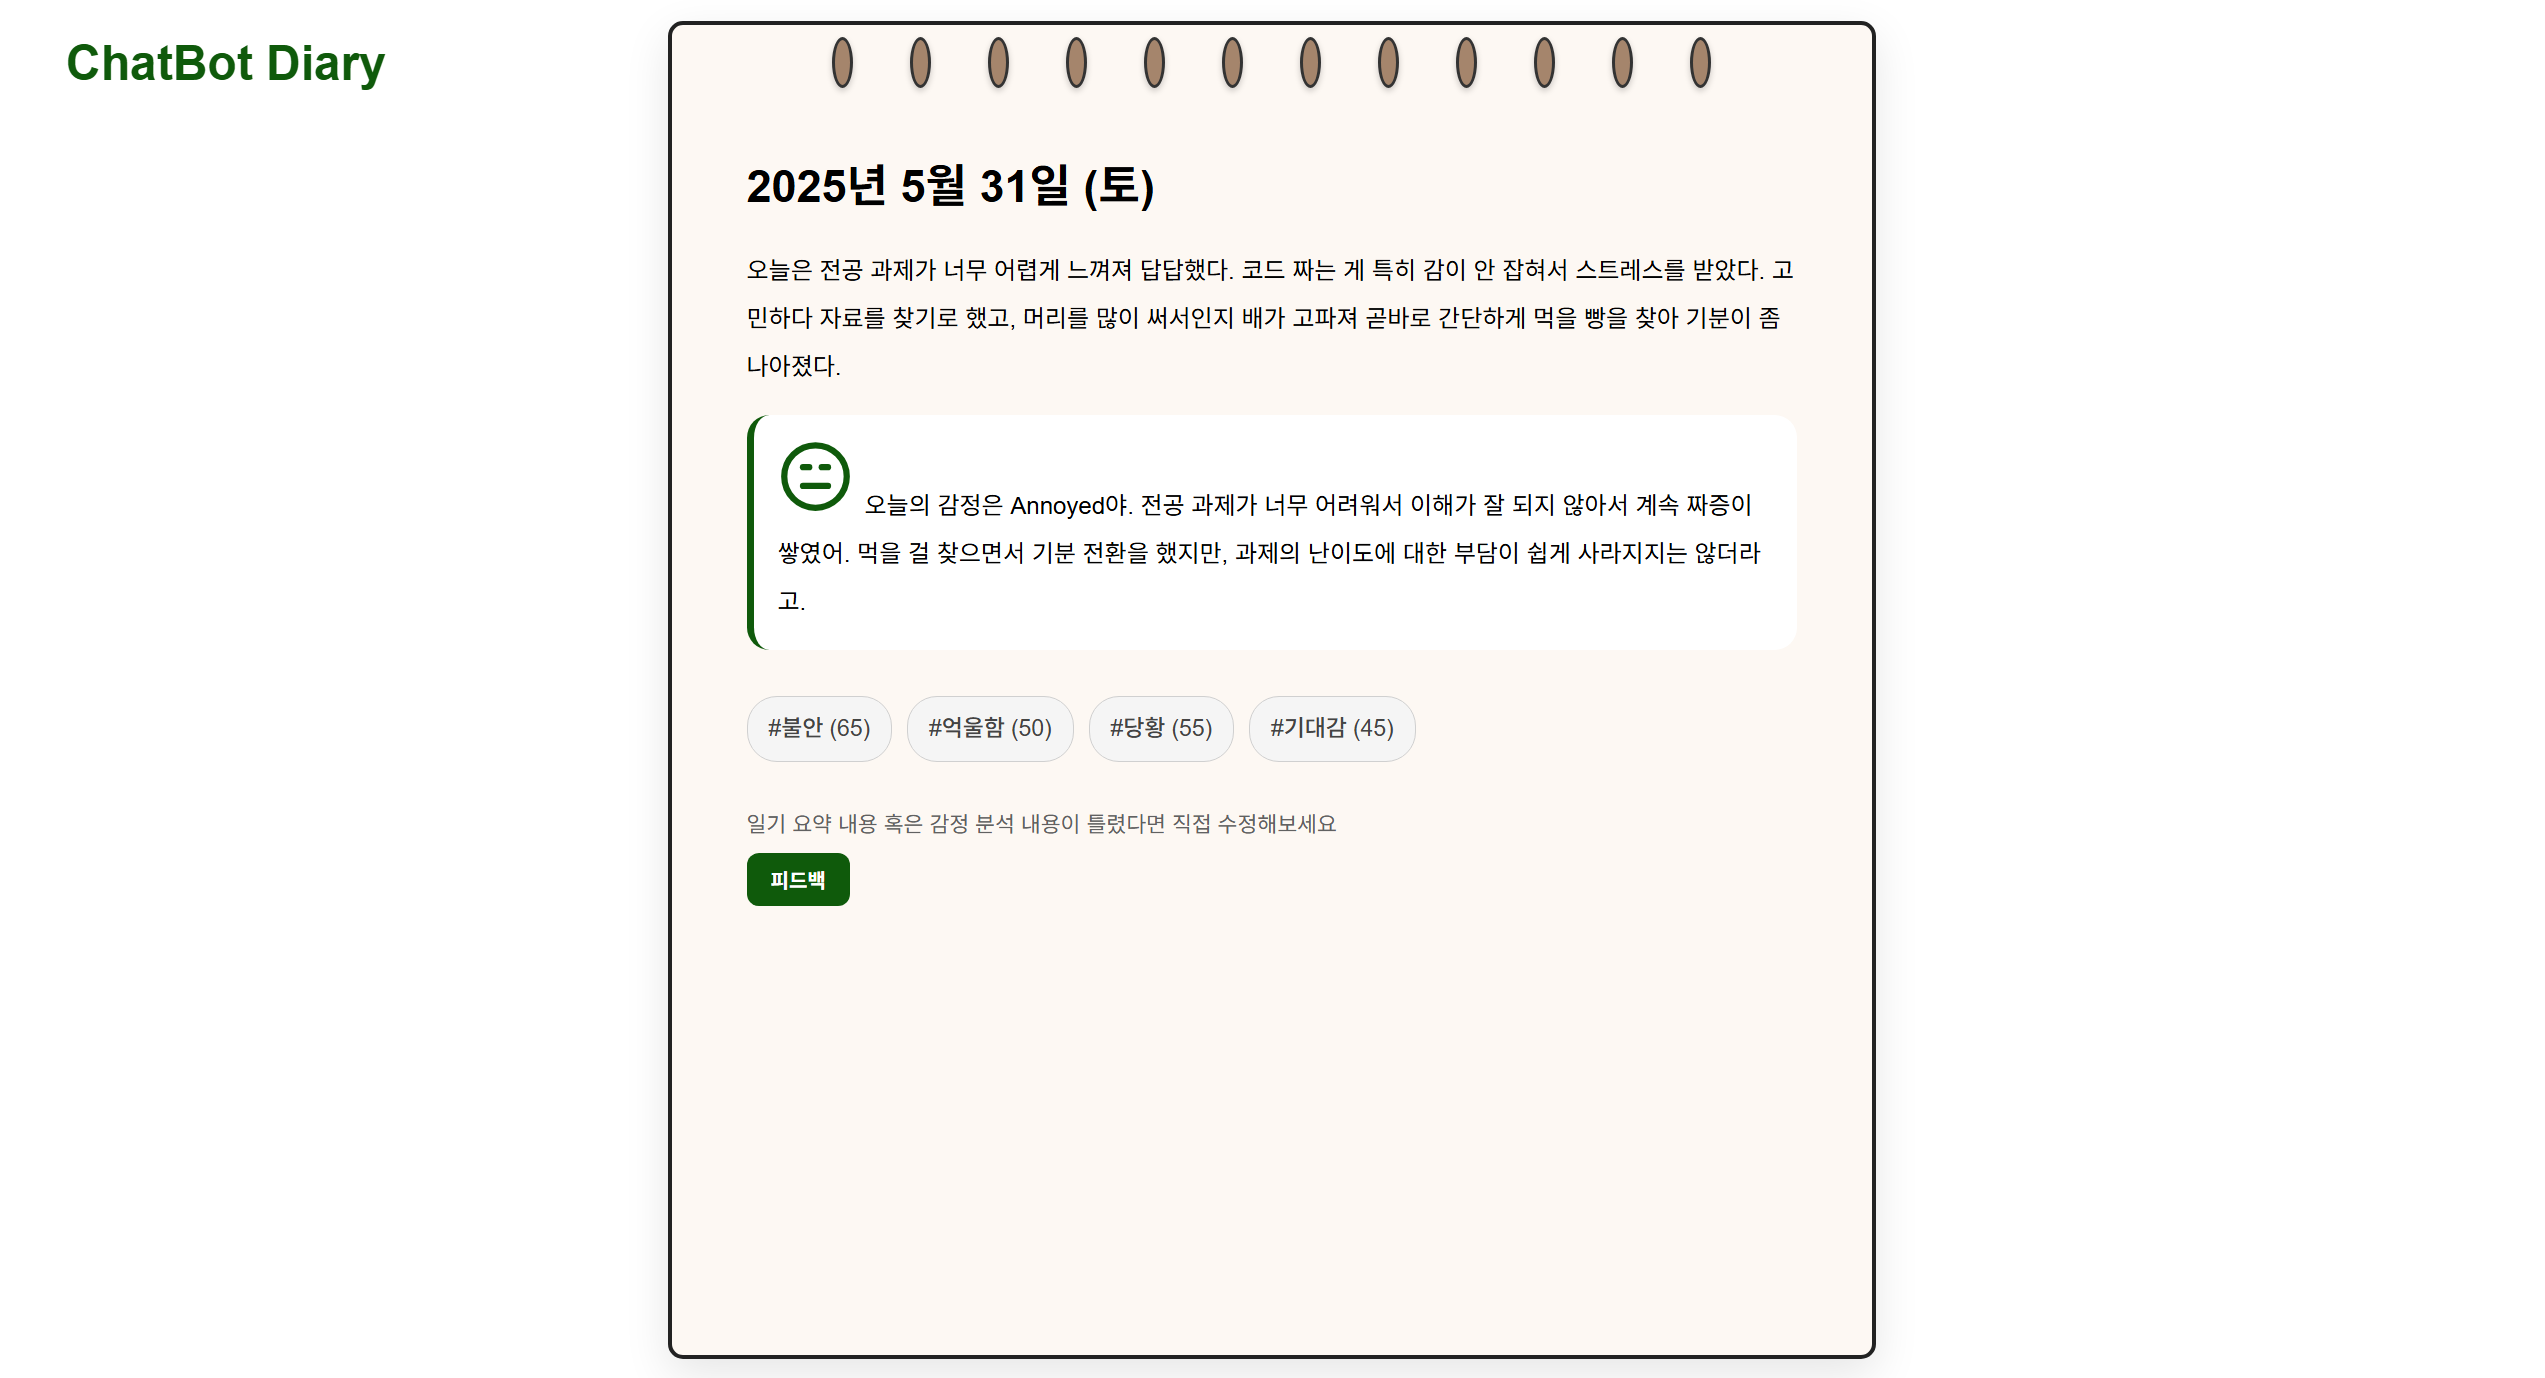 ChatBot Diary
2025년 5월 31일 (토)
오늘은 전공 과제가 너무 어렵게 느껴져 답답했다. 코드 짜는 게 특히 감이 안 잡혀서 스트레스를 받았다. 고
민하다 자료를 찾기로 했고, 머리를 많이 써서인지 배가 고파져 곧바로 간단하게 먹을 빵을 찾아 기분이 좀
나아졌다.
오늘의 감정은 Annoyed야. 전공 과제가 너무 어려워서 이해가 잘 되지 않아서 계속 짜증이
쌓였어. 먹을 걸 찾으면서 기분 전환을 했지만, 과제의 난이도에 대한 부담이 쉽게 사라지지는 않더라
고.
#불안 (65) #억울함 (50) #당황 (55) #기대감 (45)
일기 요약 내용 혹은 감정 분석 내용이 틀렸다면 직접 수정해보세요
피드백